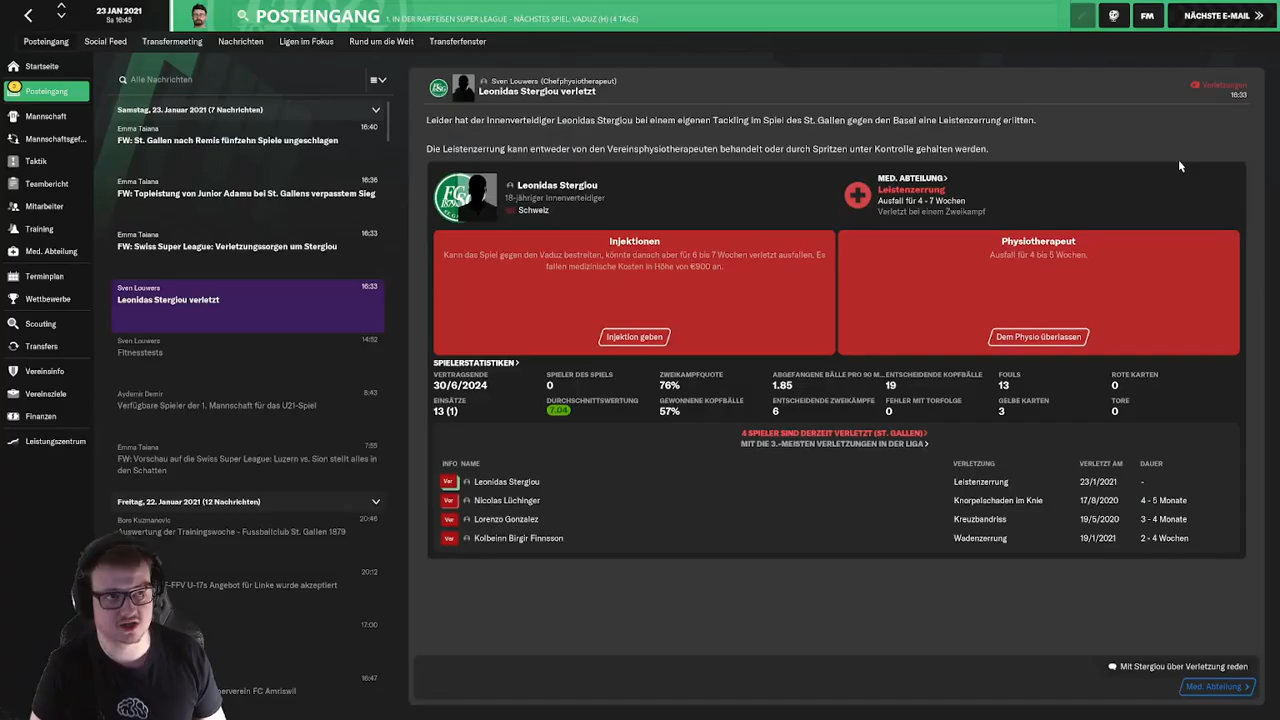 23 JAN 2021
Sa 16:45
POSTEINGANG
1. IN DER RAIFFEISEN SUPER LEAGUE - NÄCHSTES SPIEL, VADUZ (H) (4 TAGE)
FM
NÄCHSTE E-MAIL
Posteingang
Social Feed
Transfermeeting
Nachrichten
Ligen im Fokus
Rund um die Welt
Transferfenster
Startseite
Posteingang
Mannschaft
Mannschaftsgef...
Taktik
Teambericht
Mitarbeiter
Training
Med. Abteilung
Terminplan
Wettbewerbe
Scouting
Transfers
Vereinsinfo
Vereinsziele
Finanzen
Leistungszentrum
Alle Nachrichten
Samstag, 23. Januar 2021 (7 Nachrichten)
Emma Taiana 16:40
FW: St. Gallen nach Remis fünfzehn Spiele ungeschlagen
Emma Taiana 16:36
FW: Topleistung von Junior Adamu bei St. Gallens verpasstem Sieg
Emma Taiana 16:33
FW: Swiss Super League: Verletzungssorgen um Stergiou
Sven Louwers 16:33
Leonidas Stergiou verletzt
Sven Louwers 14:52
Fitnesstests
Aydemir Demir 8:43
Verfügbare Spieler der 1. Mannschaft für das U21-Spiel
Emma Taiana 7:55
FW: Vorschau auf die Swiss Super League: Luzern vs. Sion stellt alles in
den Schatten
Freitag, 22. Januar 2021 (12 Nachrichten)
Boro Kuzmanovic 20:46
Auswertung der Trainingswoche - Fussballclub St. Gallen 1879
20:12
F-FFV U-17s Angebot für Linke wurde akzeptiert
17:00
16:47
perverein FC Amriswil
Sven Louwers (Chefphysiotherapeut)
Leonidas Stergiou verletzt
Verletzungen
16:33
Leider hat der Innenverteidiger Leonidas Stergiou bei einem eigenen Tackling im Spiel des St. Gallen gegen den Basel eine Leistenzerrung erlitten.
Die Leistenzerrung kann entweder von den Vereinsphysiotherapeuten behandelt oder durch Spritzen unter Kontrolle gehalten werden.
Leonidas Stergiou
18-jähriger Innenverteidiger
Schweiz
MED. ABTEILUNG
Leistenzerrung
Ausfall für 4 - 7 Wochen
Verletzt bei einem Zweikampf
Injektionen
Kann das Spiel gegen den Vaduz bestreiten, könnte danach aber für 6 bis 7 Wochen verletzt ausfallen. Es
fallen medizinische Kosten in Höhe von €900 an.
Injektion geben
Physiotherapeut
Ausfall für 4 bis 5 Wochen.
Dem Physio überlassen
SPIELERSTATISTIKEN
VERTRAGSENDE SPIELER DES SPIELS ZWEIKAMPFQUOTE ABGEFANGENE BÄLLE PRO 90 M... ENTSCHEIDENDE KOPFBÄLLE FOULS ROTE KARTEN
30/6/2024 0 76% 1.85 19 13 0
EINSÄTZE DURCHSCHNITTSWERTUNG GEWONNENE KOPFBÄLLE ENTSCHEIDENDE ZWEIKÄMPFE FEHLER MIT TORFOLGE GELBE KARTEN TORE
13 (1) 7.04 57% 6 0 3 0
4 SPIELER SIND DERZEIT VERLETZT (ST. GALLEN)
MIT DIE 3.-MEISTEN VERLETZUNGEN IN DER LIGA
INFO NAME VERLETZUNG VERLETZT AM DAUER
Ver Leonidas Stergiou Leistenzerrung 23/1/2021 -
Ver Nicolas Lüchinger Knorpelschaden im Knie 17/8/2020 4 - 5 Monate
Ver Lorenzo Gonzalez Kreuzbandriss 19/5/2020 3 - 4 Monate
Ver Kolbeinn Birgir Finnsson Wadenzerrung 19/1/2021 2 - 4 Wochen
Mit Stergiou über Verletzung reden
Med. Abteilung